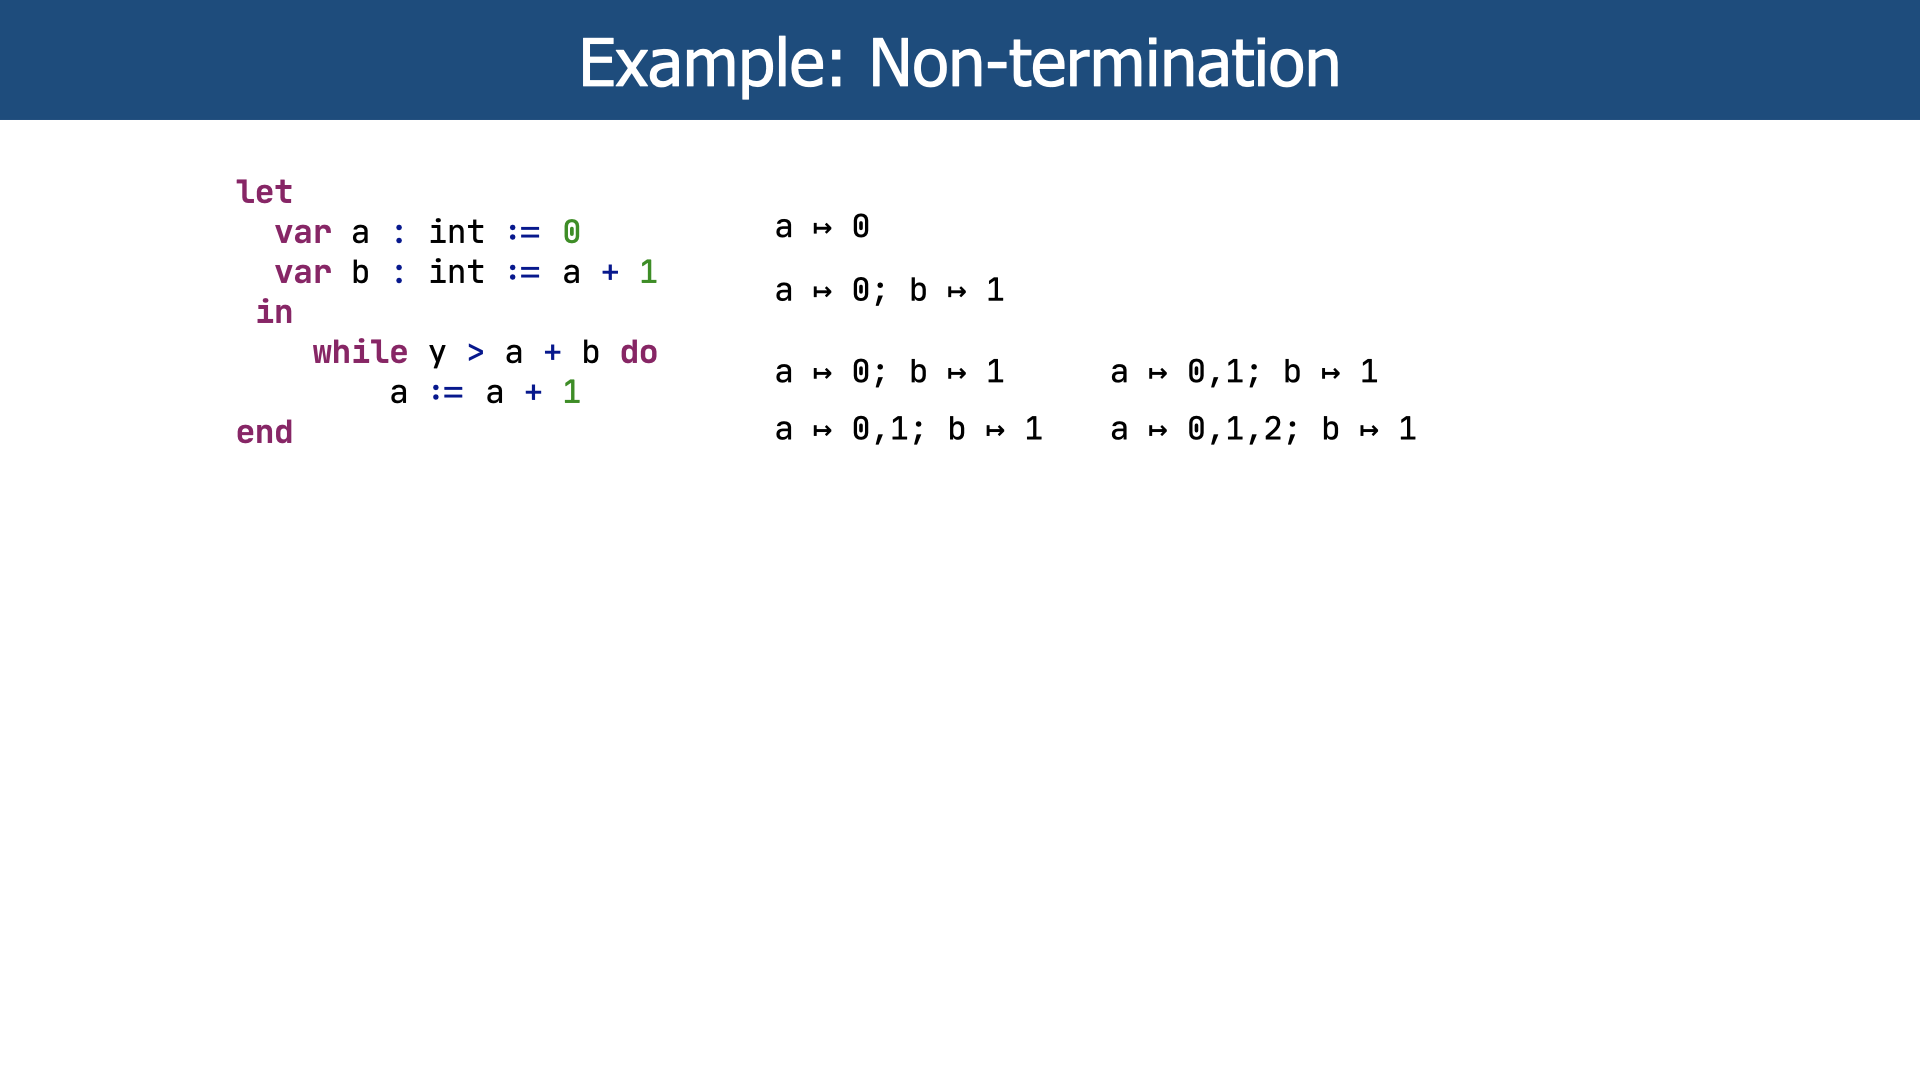 Example: Non-termination
let
var a : int := 0
var b : int := a + 1
in
while y > a + b do
a := a + 1
end
a ↦ 0
a ↦ 0; b ↦ 1
a ↦ 0; b ↦ 1
a ↦ 0,1; b ↦ 1
a ↦ 0,1; b ↦ 1
a ↦ 0,1,2; b ↦ 1